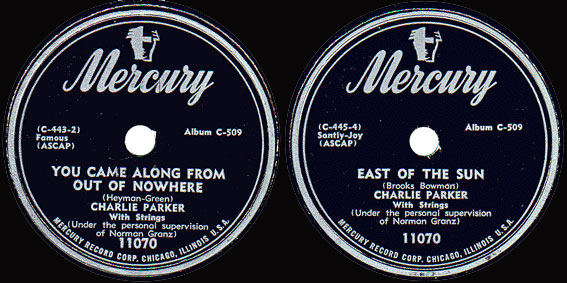 Mercury
(C-443-2)
Famous
(ASCAP)
Album C-509
YOU CAME ALONG FROM
OUT OF NOWHERE
(Heyman-Green)
CHARLIE PARKER
With Strings
(Under the personal supervision
of Norman Granz)
11070
MERCURY RECORD CORP. CHICAGO, ILLINOIS U.S.A.
Mercury
(C-445-4)
Santly-Joy
(ASCAP)
Album C-509
EAST OF THE SUN
(Brooks Bowman)
CHARLIE PARKER
With Strings
(Under the personal supervision
of Norman Granz)
11070
MERCURY RECORD CORP. CHICAGO, ILLINOIS U.S.A.